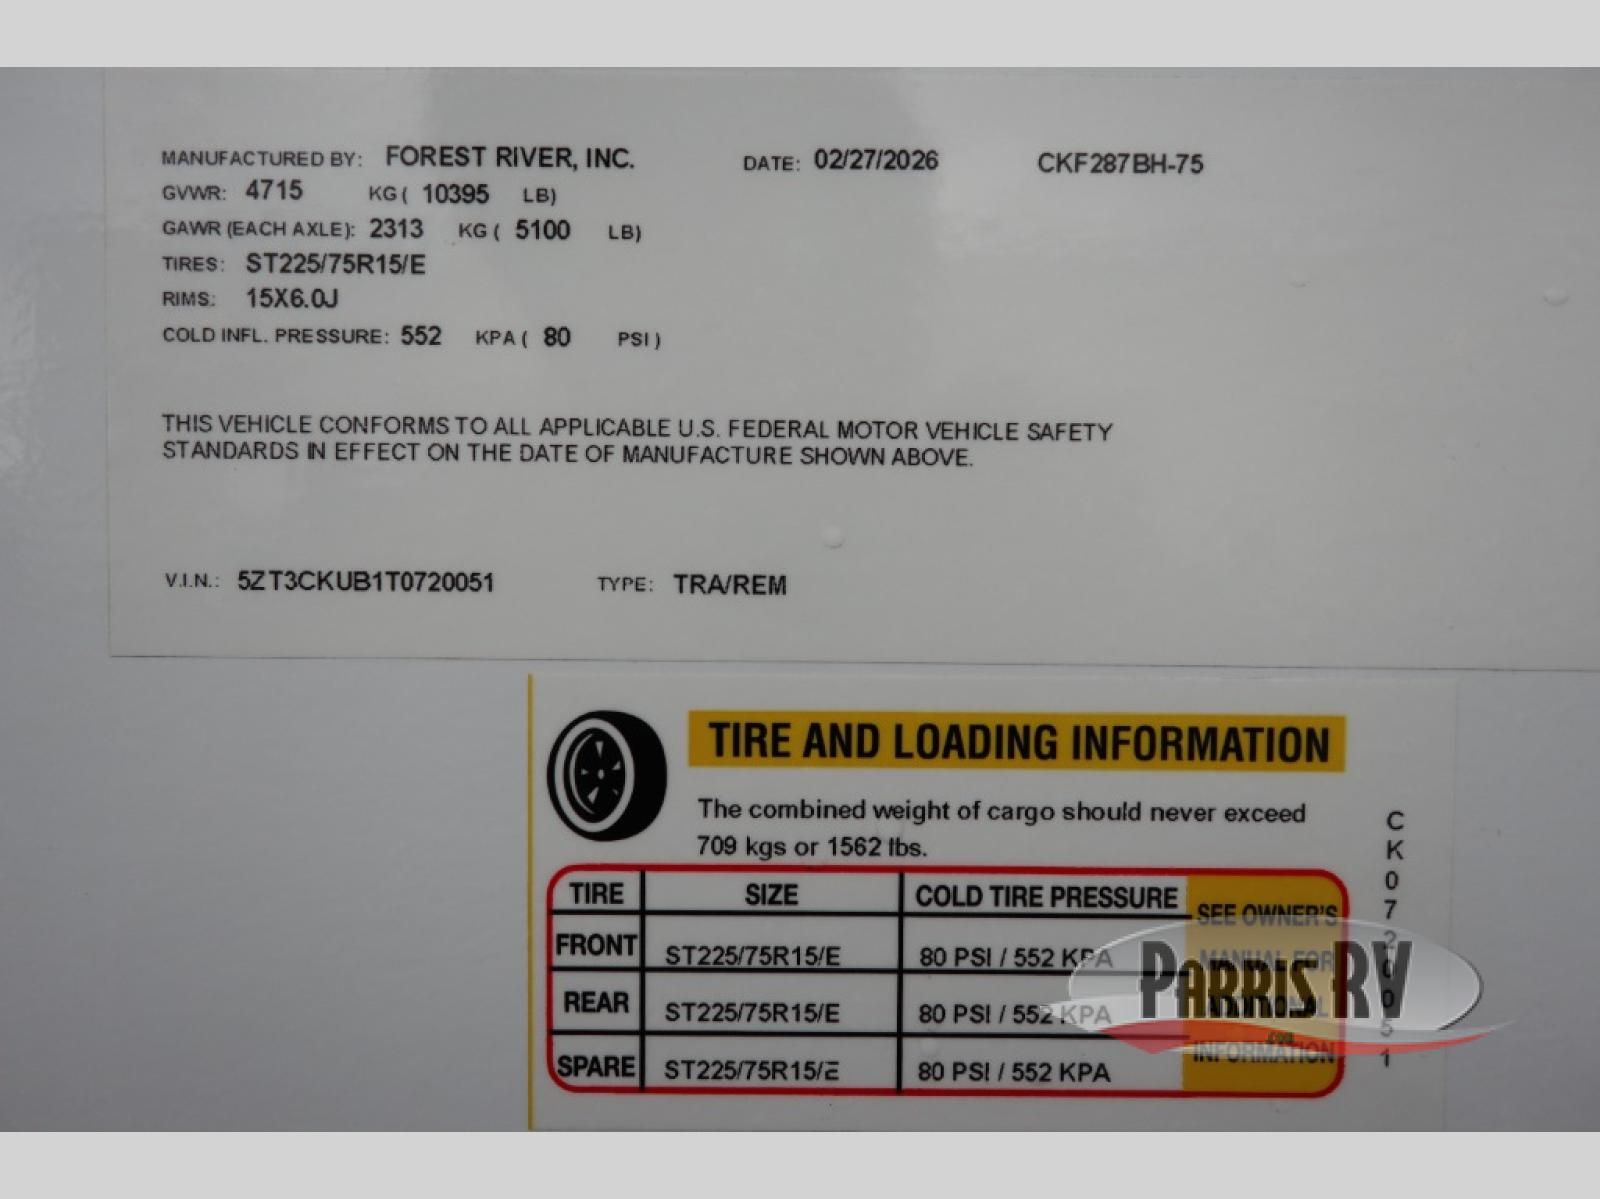 MANUFACTURED BY: FOREST RIVER, INC. DATE: 02/27/2026 CKF287BH-75
GVWR: 4715 KG ( 10395 LB)
GAWR (EACH AXLE): 2313 KG ( 5100 LB)
TIRES: ST225/75R15/E
RIMS: 15X6.0J
COLD INFL. PRESSURE: 552 KPA ( 80 PSI )
THIS VEHICLE CONFORMS TO ALL APPLICABLE U.S. FEDERAL MOTOR VEHICLE SAFETY
STANDARDS IN EFFECT ON THE DATE OF MANUFACTURE SHOWN ABOVE.
V.I.N.: 5ZT3CKUB1T0720051 TYPE: TRA/REM
TIRE AND LOADING INFORMATION
The combined weight of cargo should never exceed
709 kgs or 1562 lbs.
TIRE SIZE COLD TIRE PRESSURE
FRONT ST225/75R15/E 80 PSI / 552 KPA
REAR ST225/75R15/E 80 PSI / 552 KPA
SPARE ST225/75R15/E 80 PSI / 552 KPA
SEE OWNER'S
MANUAL FOR
ADDITIONAL
INFORMATION
CK0720051
PARRIS RV
.com